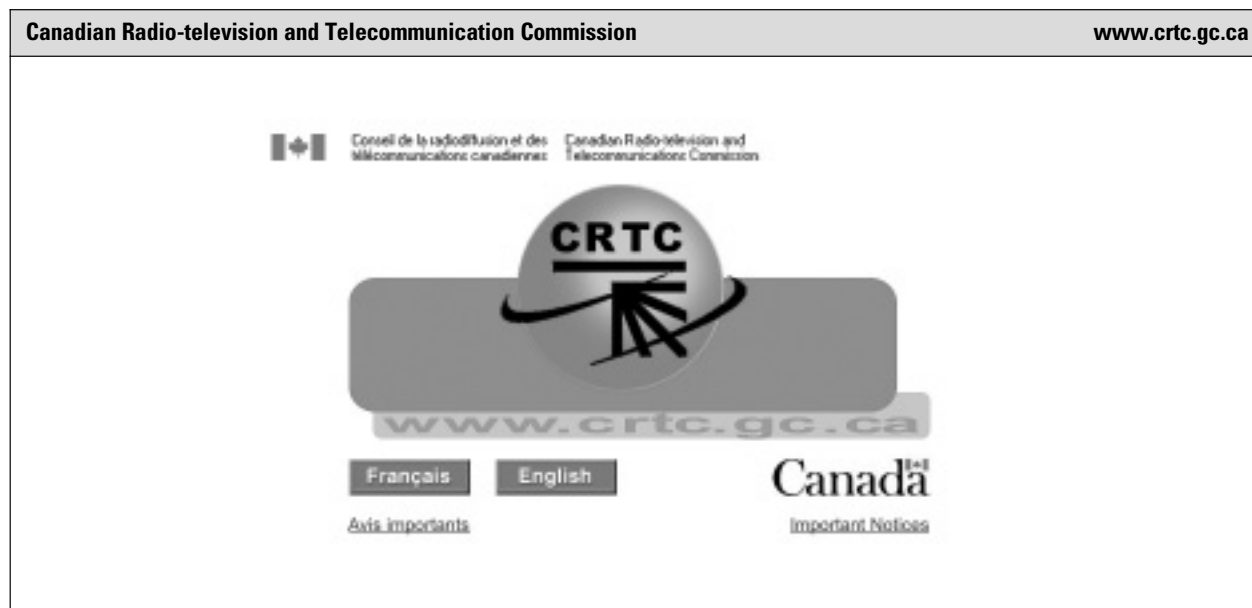 Canadian Radio-television and Telecommunication Commission www.crtc.gc.ca
Conseil de la radiodiffusion et des télécommunications canadiennes
Canadian Radio-television and Telecommunications Commission
CRTC
www.crtc.gc.ca
Français English
Canada
Avis importants Important Notices